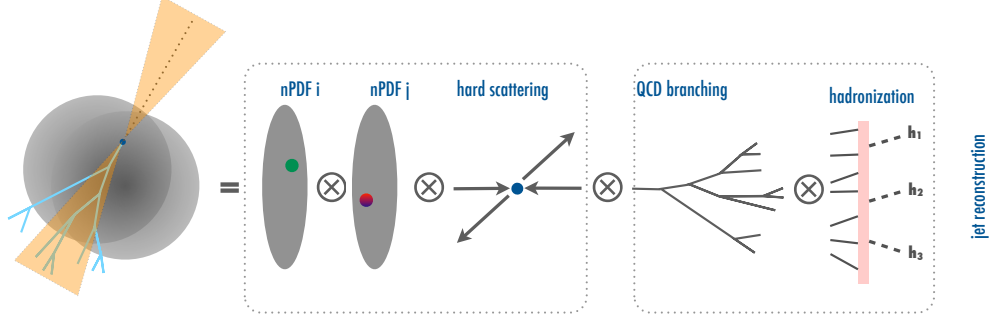 nPDF i
nPDF j
hard scattering
QCD branching
hadronization
=
h1
h2
h3
jet reconstruction